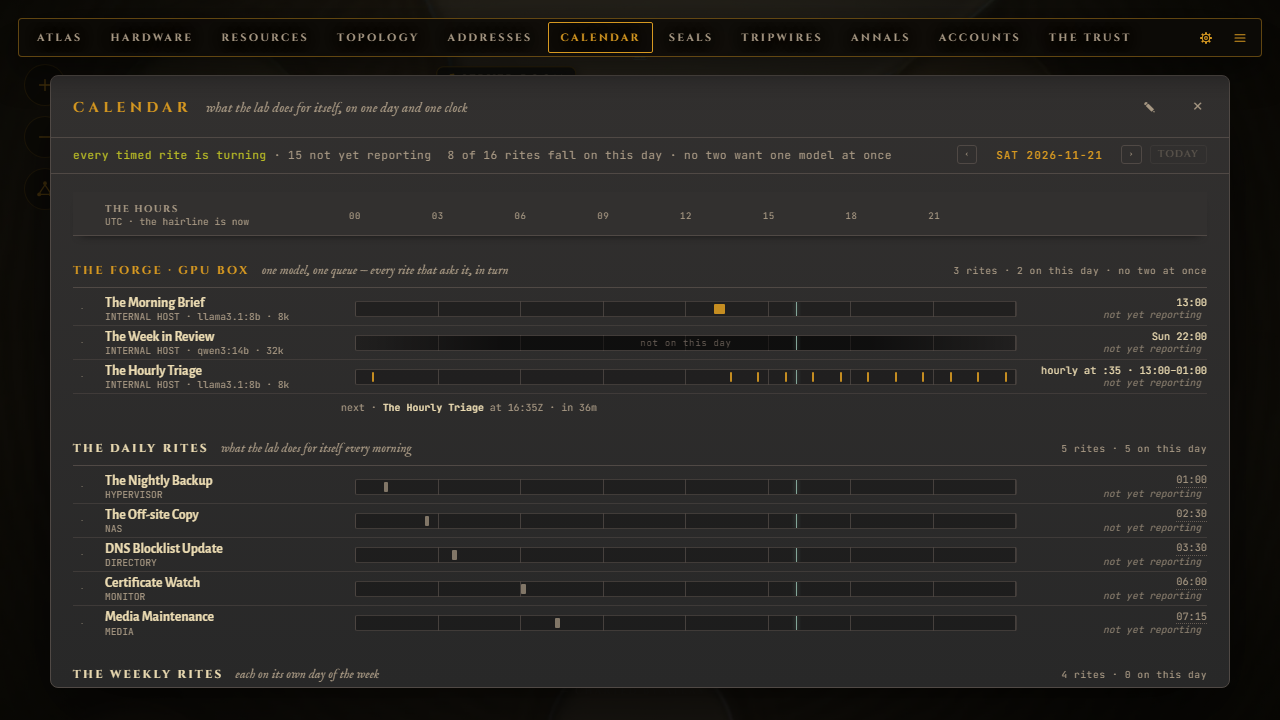 ATLAS HARDWARE RESOURCES TOPOLOGY ADDRESSES CALENDAR SEALS TRIPWIRES ANNALS ACCOUNTS THE TRUST
CALENDAR what the lab does for itself, on one day and one clock
every timed rite is turning · 15 not yet reporting 8 of 16 rites fall on this day · no two want one model at once ‹ SAT 2026-11-21 › TODAY
THE HOURS
UTC · the hairline is now
00 03 06 09 12 15 18 21
THE FORGE · GPU BOX one model, one queue — every rite that asks it, in turn 3 rites · 2 on this day · no two at once
The Morning Brief 13:00
INTERNAL HOST · llama3.1:8b · 8k not yet reporting
The Week in Review Sun 22:00
not on this day
INTERNAL HOST · qwen3:14b · 32k not yet reporting
The Hourly Triage hourly at :35 · 13:00–01:00
INTERNAL HOST · llama3.1:8b · 8k not yet reporting
next · The Hourly Triage at 16:35Z · in 36m
THE DAILY RITES what the lab does for itself every morning 5 rites · 5 on this day
The Nightly Backup 01:00
HYPERVISOR not yet reporting
The Off-site Copy 02:30
NAS not yet reporting
DNS Blocklist Update 03:30
DIRECTORY not yet reporting
Certificate Watch 06:00
MONITOR not yet reporting
Media Maintenance 07:15
MEDIA not yet reporting
THE WEEKLY RITES each on its own day of the week 4 rites · 0 on this day